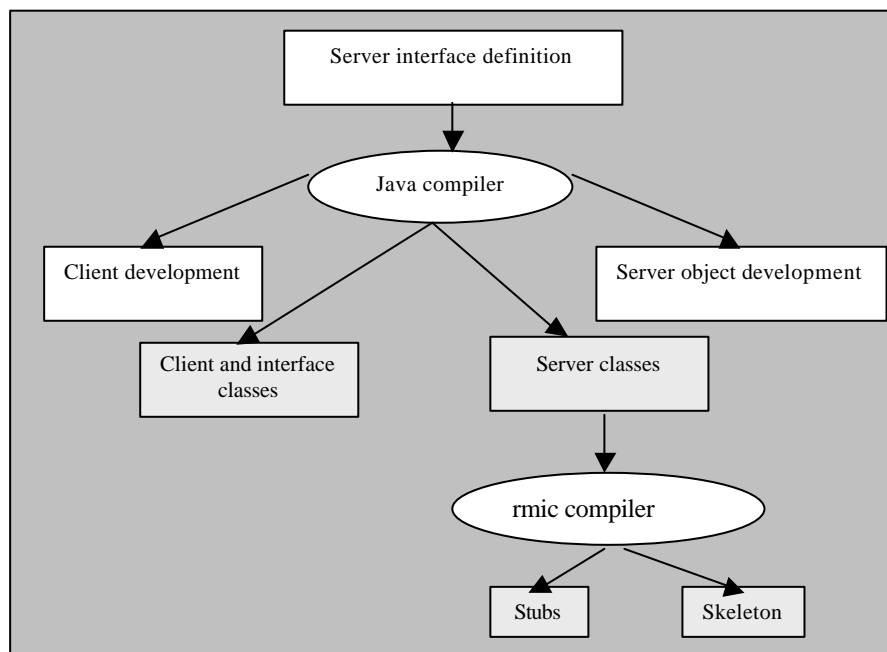 Server interface definition
Java compiler
Client development
Server object development
Client and interface
classes
Server classes
rmic compiler
Stubs
Skeleton